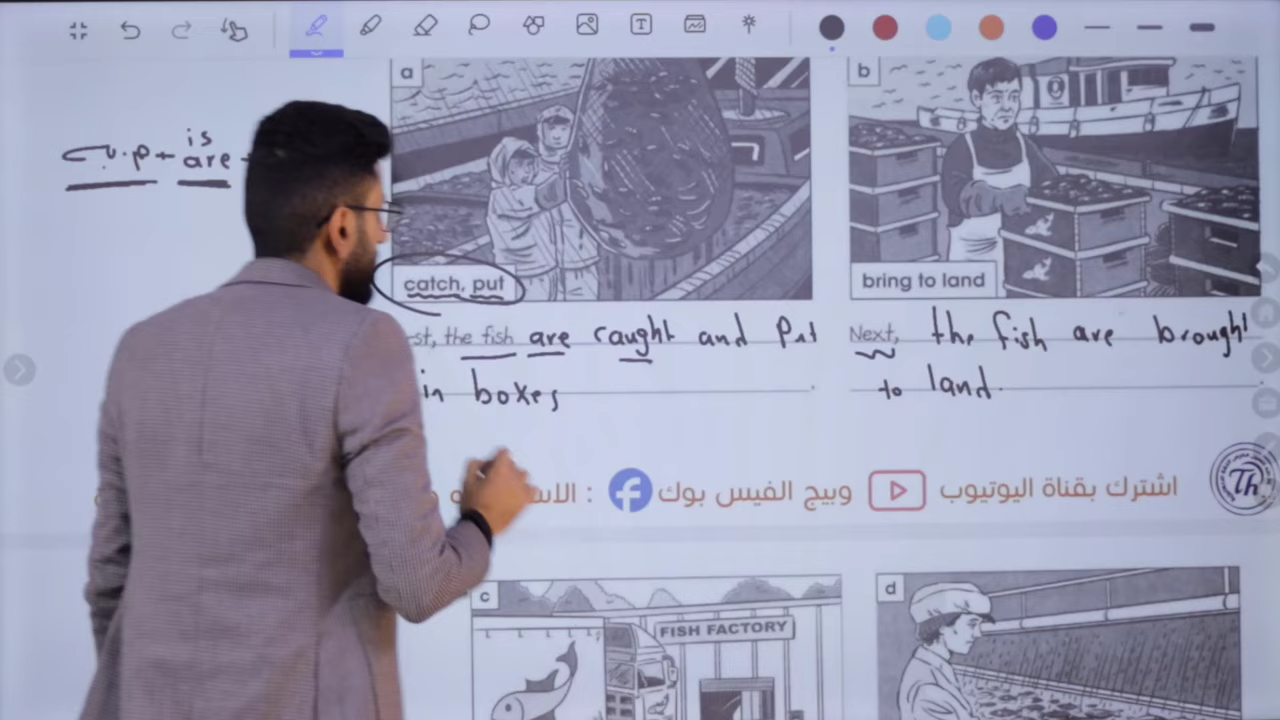 is
are
a
catch, put
st, the fish are caught and Put
in boxes
b
bring to land
Next, the fish are brought
to land.
اشترك بقناة اليوتيوب وبيج الفيس بوك :
Th
c
FISH FACTORY
d